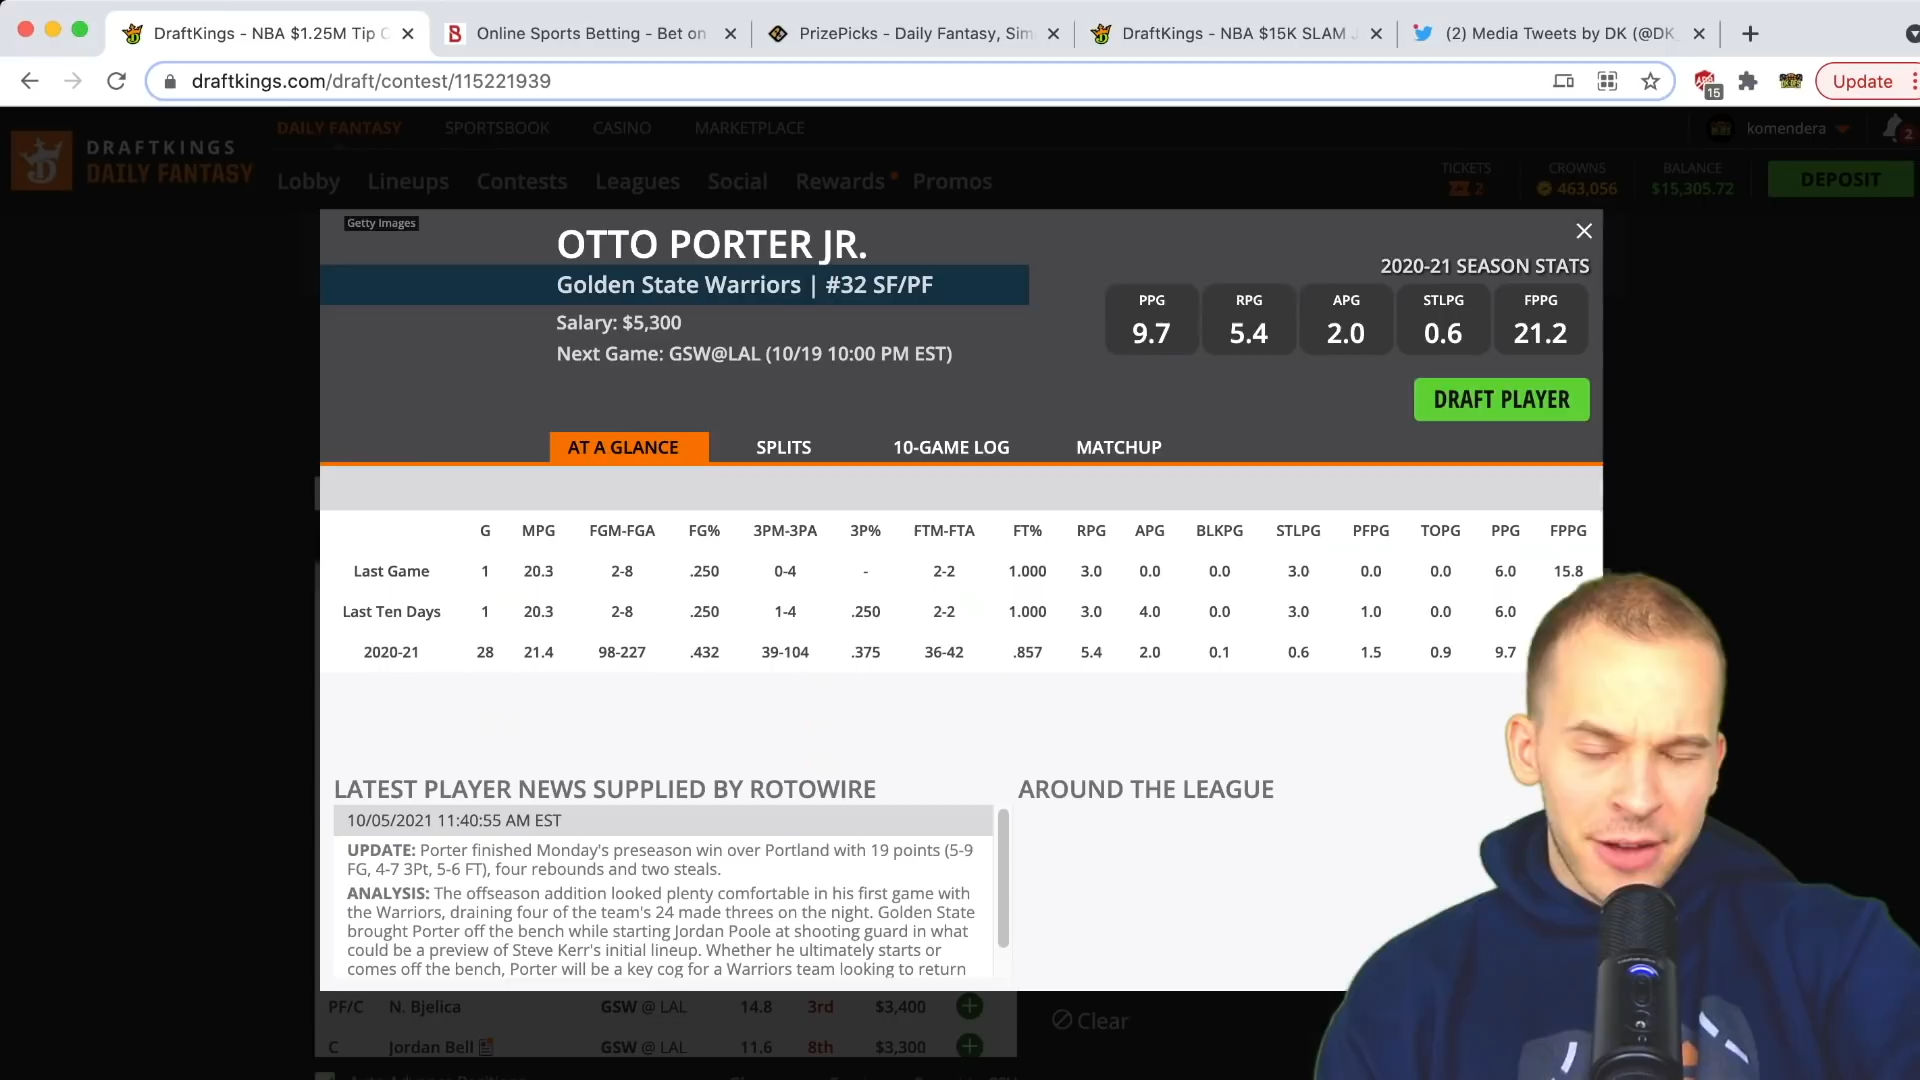 DraftKings - NBA $1.25M Tip
Online Sports Betting - Bet on
PrizePicks - Daily Fantasy, Sim
DraftKings - NBA $15K SLAM
(2) Media Tweets by DK (@DK_
draftkings.com/draft/contest/115221939
15
Update
DAILY FANTASY SPORTSBOOK CASINO MARKETPLACE
komendera
2
DRAFTKINGS
DAILY FANTASY
Lobby Lineups Contests Leagues Social Rewards Promos
TICKETS
2
CROWNS
463,056
BALANCE
$15,305.72
DEPOSIT
Getty Images
OTTO PORTER JR.
Golden State Warriors | #32 SF/PF
Salary: $5,300
Next Game: GSW@LAL (10/19 10:00 PM EST)
2020-21 SEASON STATS
PPG RPG APG STLPG FPPG
9.7 5.4 2.0 0.6 21.2
DRAFT PLAYER
AT A GLANCE SPLITS 10-GAME LOG MATCHUP
G MPG FGM-FGA FG% 3PM-3PA 3P% FTM-FTA FT% RPG APG BLKPG STLPG PFPG TOPG PPG FPPG
Last Game 1 20.3 2-8 .250 0-4 - 2-2 1.000 3.0 0.0 0.0 3.0 0.0 0.0 6.0 15.8
Last Ten Days 1 20.3 2-8 .250 1-4 .250 2-2 1.000 3.0 4.0 0.0 3.0 1.0 0.0 6.0
2020-21 28 21.4 98-227 .432 39-104 .375 36-42 .857 5.4 2.0 0.1 0.6 1.5 0.9 9.7
LATEST PLAYER NEWS SUPPLIED BY ROTOWIRE
AROUND THE LEAGUE
10/05/2021 11:40:55 AM EST
UPDATE: Porter finished Monday's preseason win over Portland with 19 points (5-9
FG, 4-7 3Pt, 5-6 FT), four rebounds and two steals.
ANALYSIS: The offseason addition looked plenty comfortable in his first game with
the Warriors, draining four of the team's 24 made threes on the night. Golden State
brought Porter off the bench while starting Jordan Poole at shooting guard in what
could be a preview of Steve Kerr's initial lineup. Whether he ultimately starts or
comes off the bench, Porter will be a key cog for a Warriors team looking to return
PF/C N. Bjelica GSW @ LAL 14.8 3rd $3,400
Clear
C Jordan Bell GSW @ LAL 11.6 8th $3,300